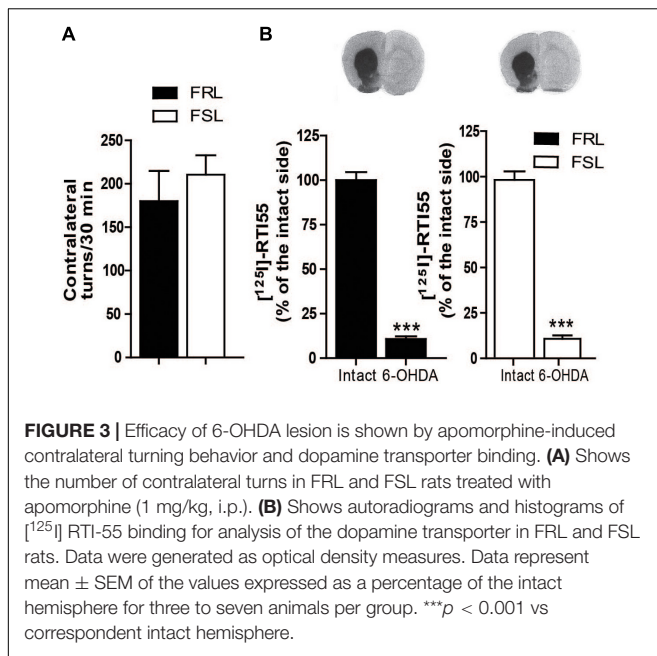 A
B
FRL
FSL
250
200
150
100
50
0
Contralateral
turns/30 min
FRL
125
100
75
50
25
0
[¹²⁵I]-RTI55
(% of the intact side)
***
Intact 6-OHDA
FRL
FSL
125
100
75
50
25
0
[¹²⁵I]-RTI55
(% of the intact side)
***
Intact 6-OHDA
FIGURE 3 | Efficacy of 6-OHDA lesion is shown by apomorphine-induced
contralateral turning behavior and dopamine transporter binding. (A) Shows
the number of contralateral turns in FRL and FSL rats treated with
apomorphine (1 mg/kg, i.p.). (B) Shows autoradiograms and histograms of
[¹²⁵I] RTI-55 binding for analysis of the dopamine transporter in FRL and FSL
rats. Data were generated as optical density measures. Data represent
mean ± SEM of the values expressed as a percentage of the intact
hemisphere for three to seven animals per group. ***p < 0.001 vs
correspondent intact hemisphere.